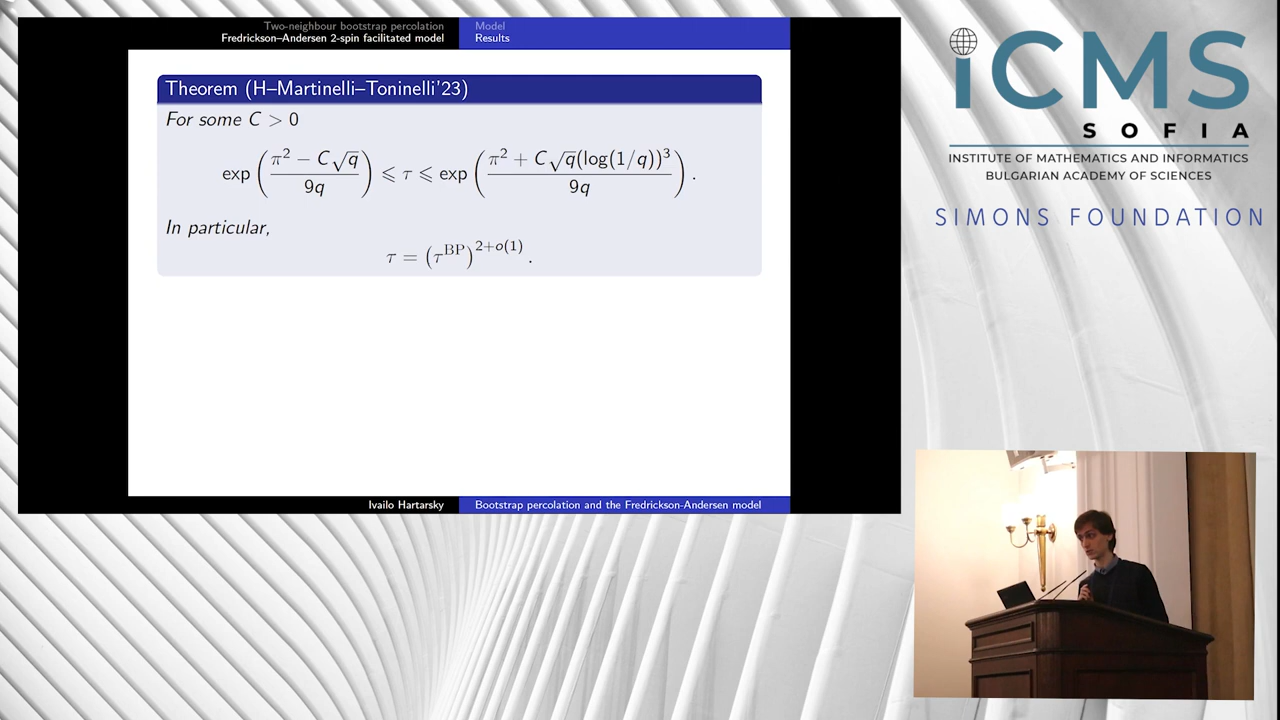 Two-neighbour bootstrap percolation
Fredrickson–Andersen 2-spin facilitated model
Model
Results
Theorem (H–Martinelli–Toninelli'23)
For some C > 0
exp ( (π² − C√q) / 9q ) ⩽ τ ⩽ exp ( (π² + C√q(log(1/q))³) / 9q ) .
In particular,
τ = (τ^BP)^{2+o(1)} .
Ivailo Hartarsky
Bootstrap percolation and the Fredrickson-Andersen model
iCMS
SOFIA
INSTITUTE OF MATHEMATICS AND INFORMATICS
BULGARIAN ACADEMY OF SCIENCES
SIMONS FOUNDATION